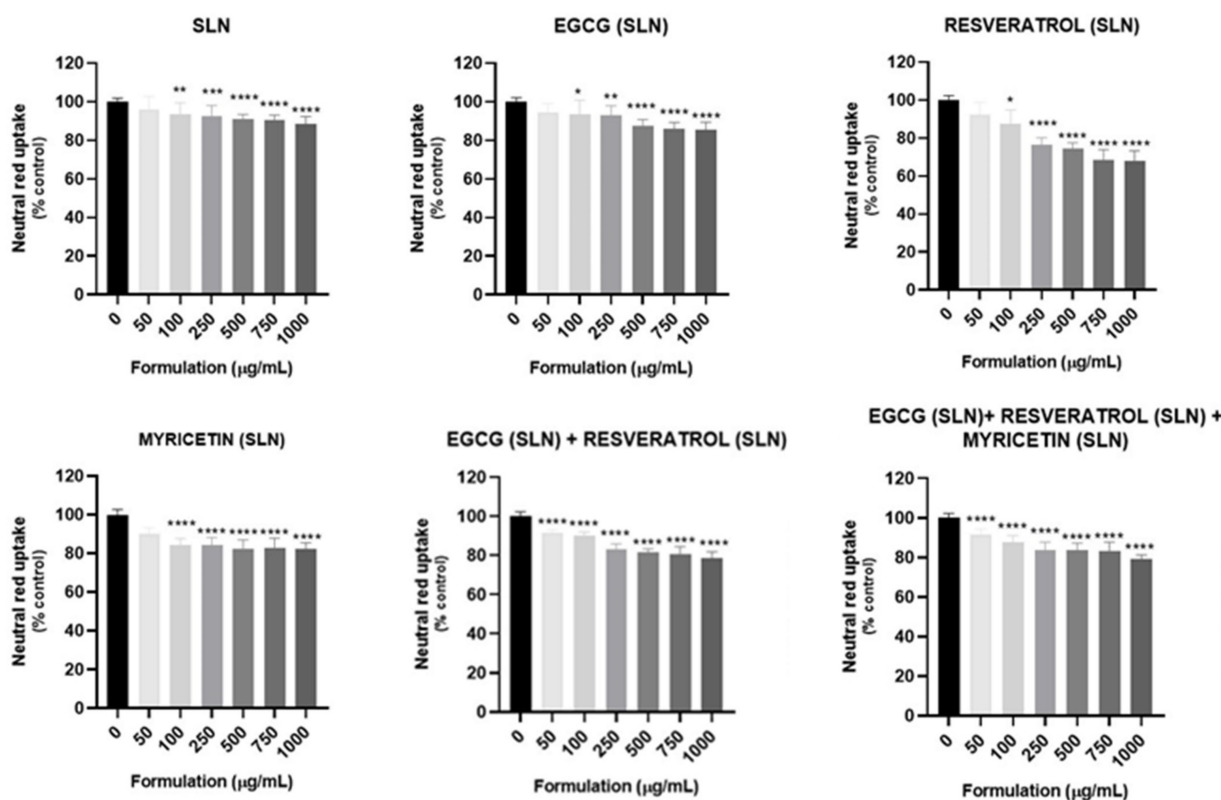 SLN
120
100
80
60
40
20
0
Neutral red uptake
(% control)
** *** **** **** ****
0 50 100 250 500 750 1000
Formulation (µg/mL)
EGCG (SLN)
120
100
80
60
40
20
0
Neutral red uptake
(% control)
* ** **** **** ****
0 50 100 250 500 750 1000
Formulation (µg/mL)
RESVERATROL (SLN)
120
100
80
60
40
20
0
Neutral red uptake
(% control)
* **** **** **** ****
0 50 100 250 500 750 1000
Formulation (µg/mL)
MYRICETIN (SLN)
120
100
80
60
40
20
0
Neutral red uptake
(% control)
**** **** **** **** ****
0 50 100 250 500 750 1000
Formulation (µg/mL)
EGCG (SLN) + RESVERATROL (SLN)
120
100
80
60
40
20
0
Neutral red uptake
(% control)
**** **** **** **** **** ****
0 50 100 250 500 750 1000
Formulation (µg/mL)
EGCG (SLN)+ RESVERATROL (SLN) +
MYRICETIN (SLN)
120
100
80
60
40
20
0
Neutral red uptake
(% control)
**** **** **** **** **** ****
0 50 100 250 500 750 1000
Formulation (µg/mL)